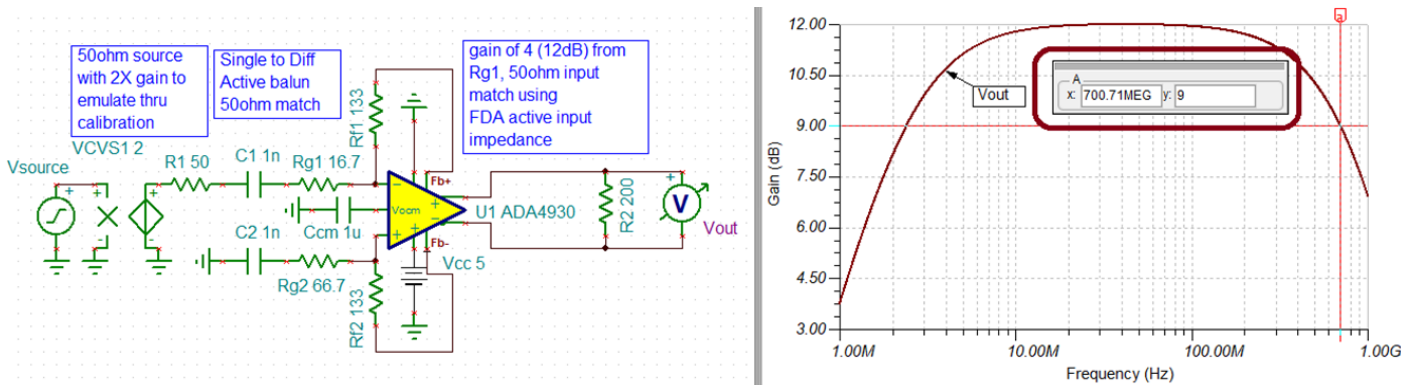 50ohm source
with 2X gain to
emulate thru
calibration
Single to Diff
Active balun
50ohm match
gain of 4 (12dB) from
Rg1, 50ohm input
match using
FDA active input
impedance
Rf1 133
VCVS1 2
Vsource
R1 50
C1 1n
Rg1 16.7
Fb+
Vocm
U1 ADA4930
R2 200
V
Vout
C2 1n
Ccm 1u
Fb-
Vcc 5
Rg2 66.7
Rf2 133
a
12.00
10.50
9.00
7.50
6.00
4.50
3.00
Gain (dB)
Vout
A
x: 700.71MEG y: 9
1.00M
10.00M
100.00M
1.00G
Frequency (Hz)